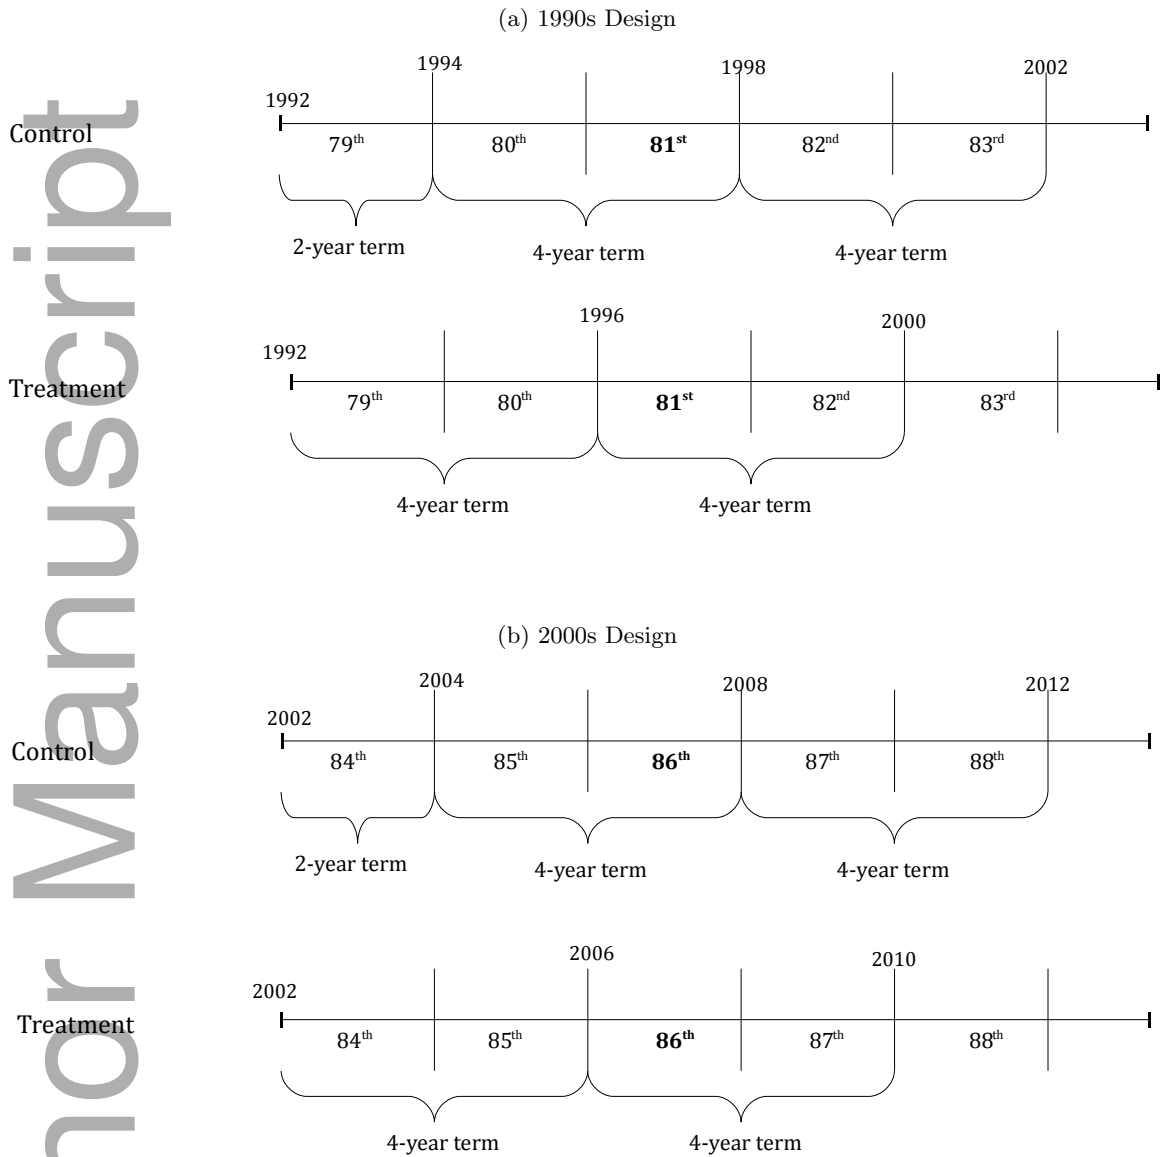 (a) 1990s Design
1994 1998 2002
1992
Control
79th 80th 81st 82nd 83rd
2-year term 4-year term 4-year term
1996 2000
1992
Treatment
79th 80th 81st 82nd 83rd
4-year term 4-year term
(b) 2000s Design
2004 2008 2012
2002
Control
84th 85th 86th 87th 88th
2-year term 4-year term 4-year term
2006 2010
2002
Treatment
84th 85th 86th 87th 88th
4-year term 4-year term
nor Manuscript